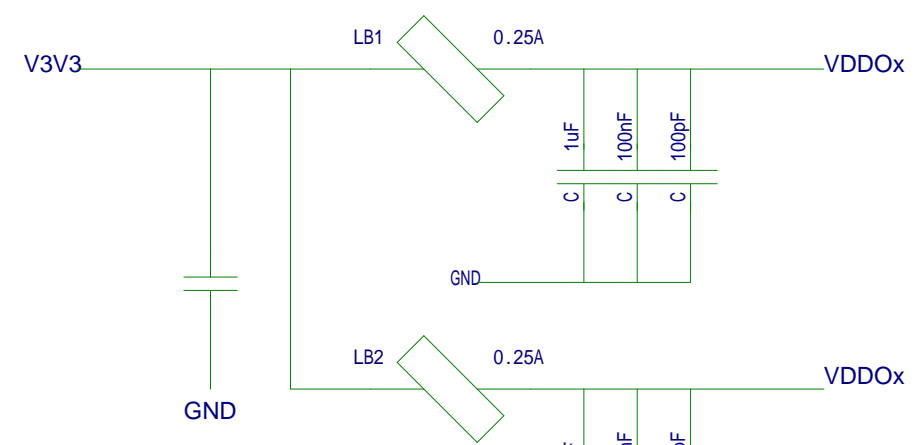 LB1
0.25A
V3V3
VDDOx
1uF
100nF
100pF
C
C
C
GND
LB2
0.25A
VDDOx
GND